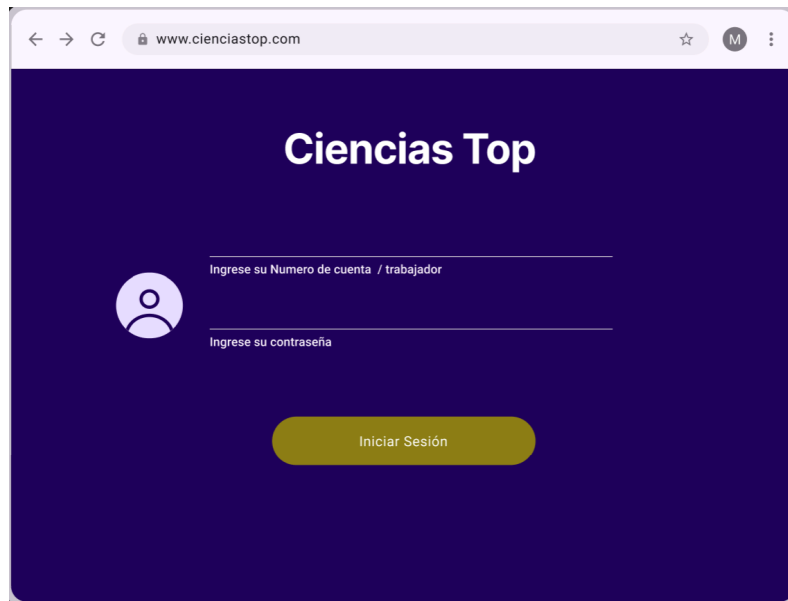 www.cienciastop.com
M
Ciencias Top
Ingrese su Numero de cuenta / trabajador
Ingrese su contraseña
Iniciar Sesión